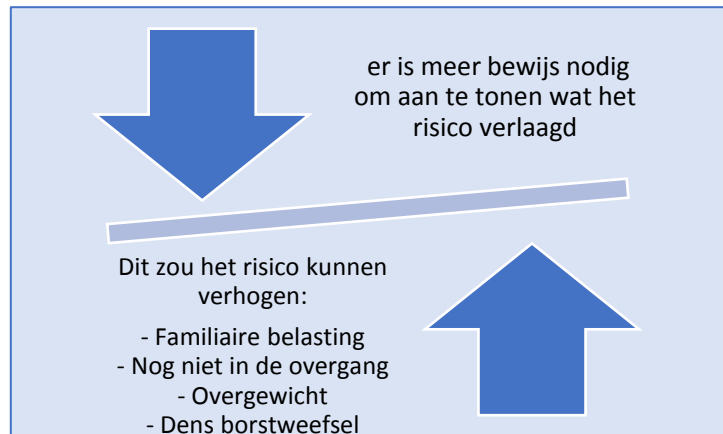 er is meer bewijs nodig
om aan te tonen wat het
risico verlaagd
Dit zou het risico kunnen
verhogen:
- Familiaire belasting
- Nog niet in de overgang
- Overgewicht
- Dens borstweefsel